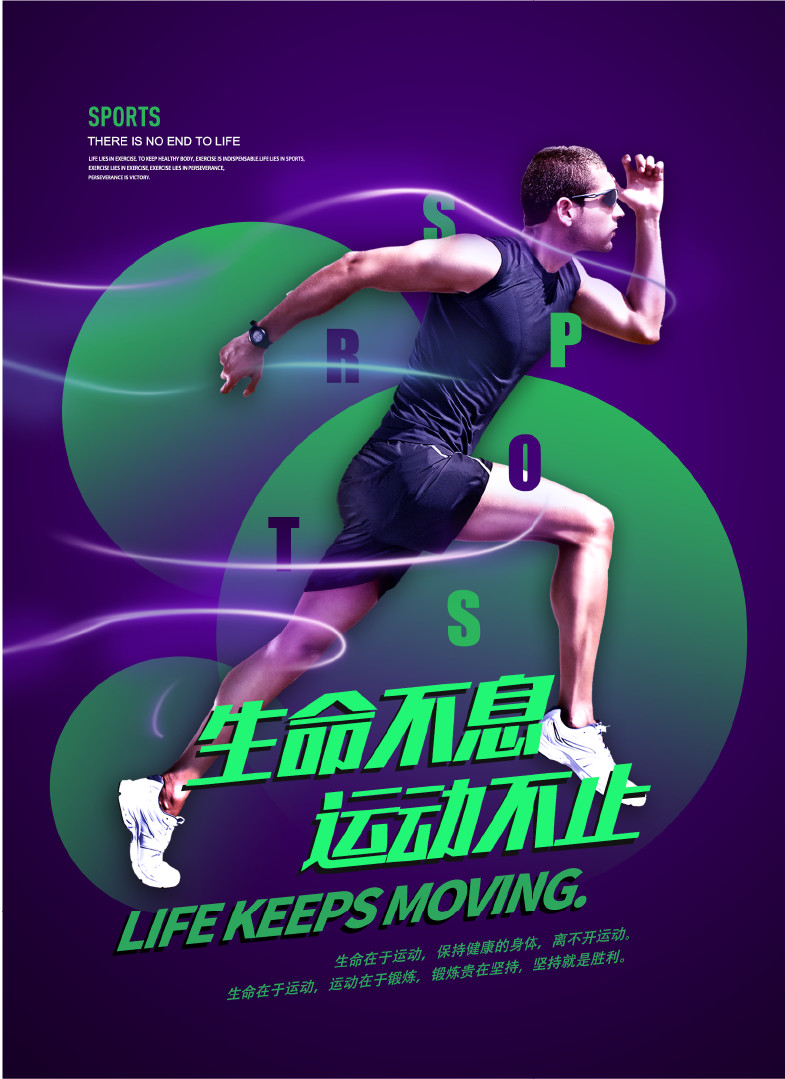 SPORTS
THERE IS NO END TO LIFE
LIFE LIES IN EXERCISE. TO KEEP HEALTHY BODY, EXERCISE IS INDISPENSABLE.LIFE LIES IN SPORTS,
EXERCISE LIES IN EXERCISE, EXERCISE LIES IN PERSEVERANCE,
PERSEVERANCE IS VICTORY.
S
P
R
O
T
S
生命不息
运动不止
LIFE KEEPS MOVING.
生命在于运动，保持健康的身体，离不开运动。
生命在于运动，运动在于锻炼，锻炼贵在坚持，坚持就是胜利。